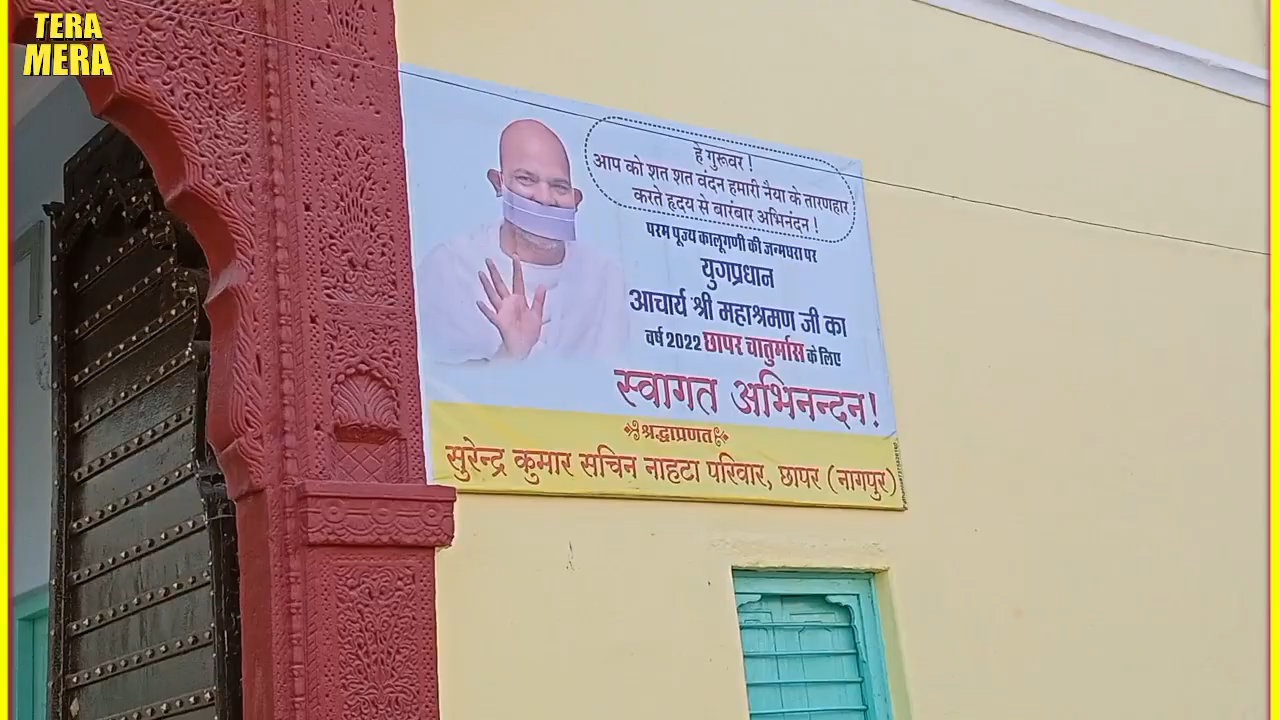 TERA
MERA
हे गुरूवर !
आप को शत शत वंदन हमारी नैया के तारणहार
करते हृदय से बारंबार अभिनंदन !
परम पूज्य कालूगणी की जन्मधरा पर
युगप्रधान
आचार्य श्री महाश्रमण जी का
वर्ष 2022 छापर चातुर्मास के लिए
स्वागत अभिनन्दन!
श्रद्धाप्रणत
सुरेन्द्र कुमार सचिन नाहटा परिवार, छापर (नागपुर)